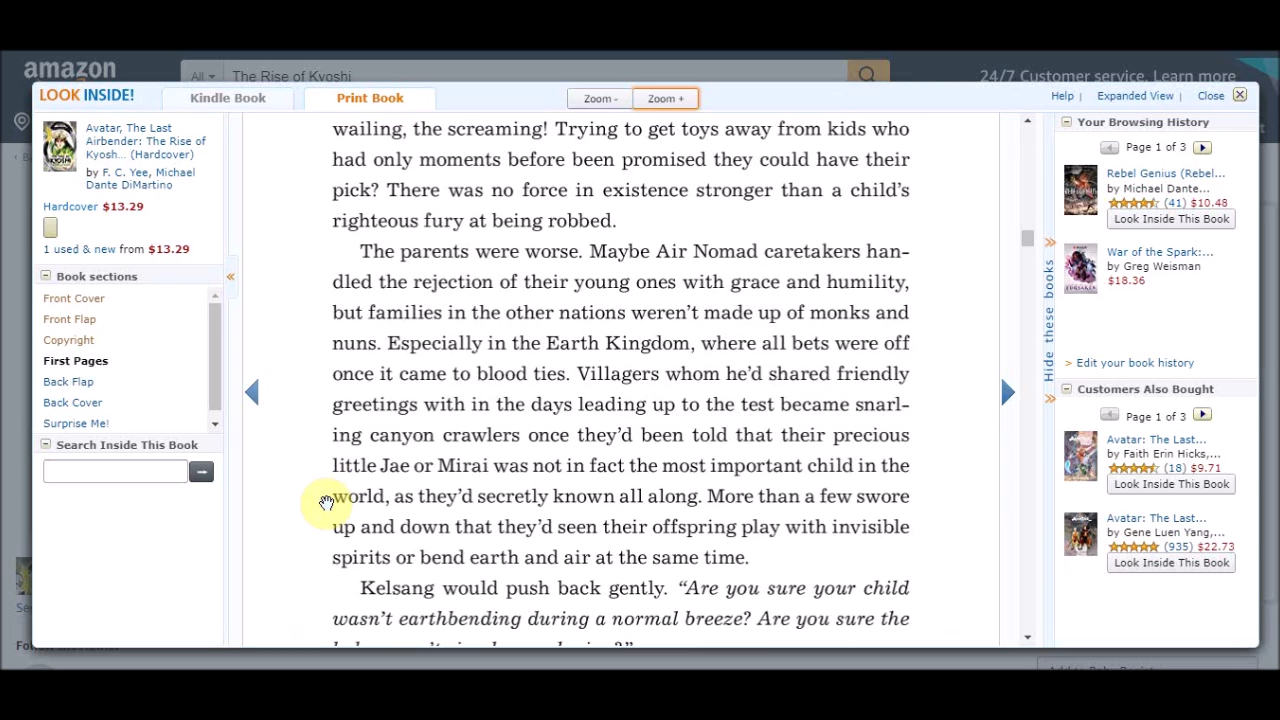 amazon
All
The Rise of Kyoshi
24/7 Customer service. Learn more
LOOK INSIDE!
Kindle Book
Print Book
Zoom -
Zoom +
Help |
Expanded View |
Close
Avatar, The Last
Airbender: The Rise of
Kyosh... (Hardcover)
by F. C. Yee, Michael
Dante DiMartino
Hardcover $13.29
1 used & new from $13.29
Book sections
Front Cover
Front Flap
Copyright
First Pages
Back Flap
Back Cover
Surprise Me!
Search Inside This Book
wailing, the screaming! Trying to get toys away from kids who
had only moments before been promised they could have their
pick? There was no force in existence stronger than a child's
righteous fury at being robbed.
The parents were worse. Maybe Air Nomad caretakers han-
dled the rejection of their young ones with grace and humility,
but families in the other nations weren't made up of monks and
nuns. Especially in the Earth Kingdom, where all bets were off
once it came to blood ties. Villagers whom he'd shared friendly
greetings with in the days leading up to the test became snarl-
ing canyon crawlers once they'd been told that their precious
little Jae or Mirai was not in fact the most important child in the
world, as they'd secretly known all along. More than a few swore
up and down that they'd seen their offspring play with invisible
spirits or bend earth and air at the same time.
Kelsang would push back gently. "Are you sure your child
wasn't earthbending during a normal breeze? Are you sure the
Hide these books
Your Browsing History
Page 1 of 3
Rebel Genius (Rebel...
by Michael Dante...
(41) $10.48
Look Inside This Book
War of the Spark:...
by Greg Weisman
$18.36
> Edit your book history
Customers Also Bought
Page 1 of 3
Avatar: The Last...
by Faith Erin Hicks,...
(18) $9.71
Look Inside This Book
Avatar: The Last...
by Gene Luen Yang,...
(935) $22.73
Look Inside This Book